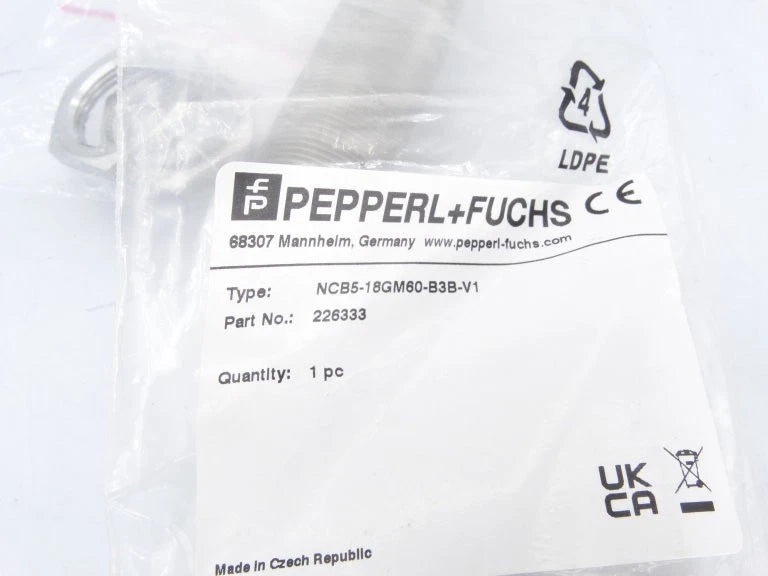 4
LDPE
PEPPERL+FUCHS CE
68307 Mannheim, Germany www.pepperl-fuchs.com
Type: NCB5-18GM60-B3B-V1
Part No.: 226333
Quantity: 1 pc
UK
CA
Made in Czech Republic